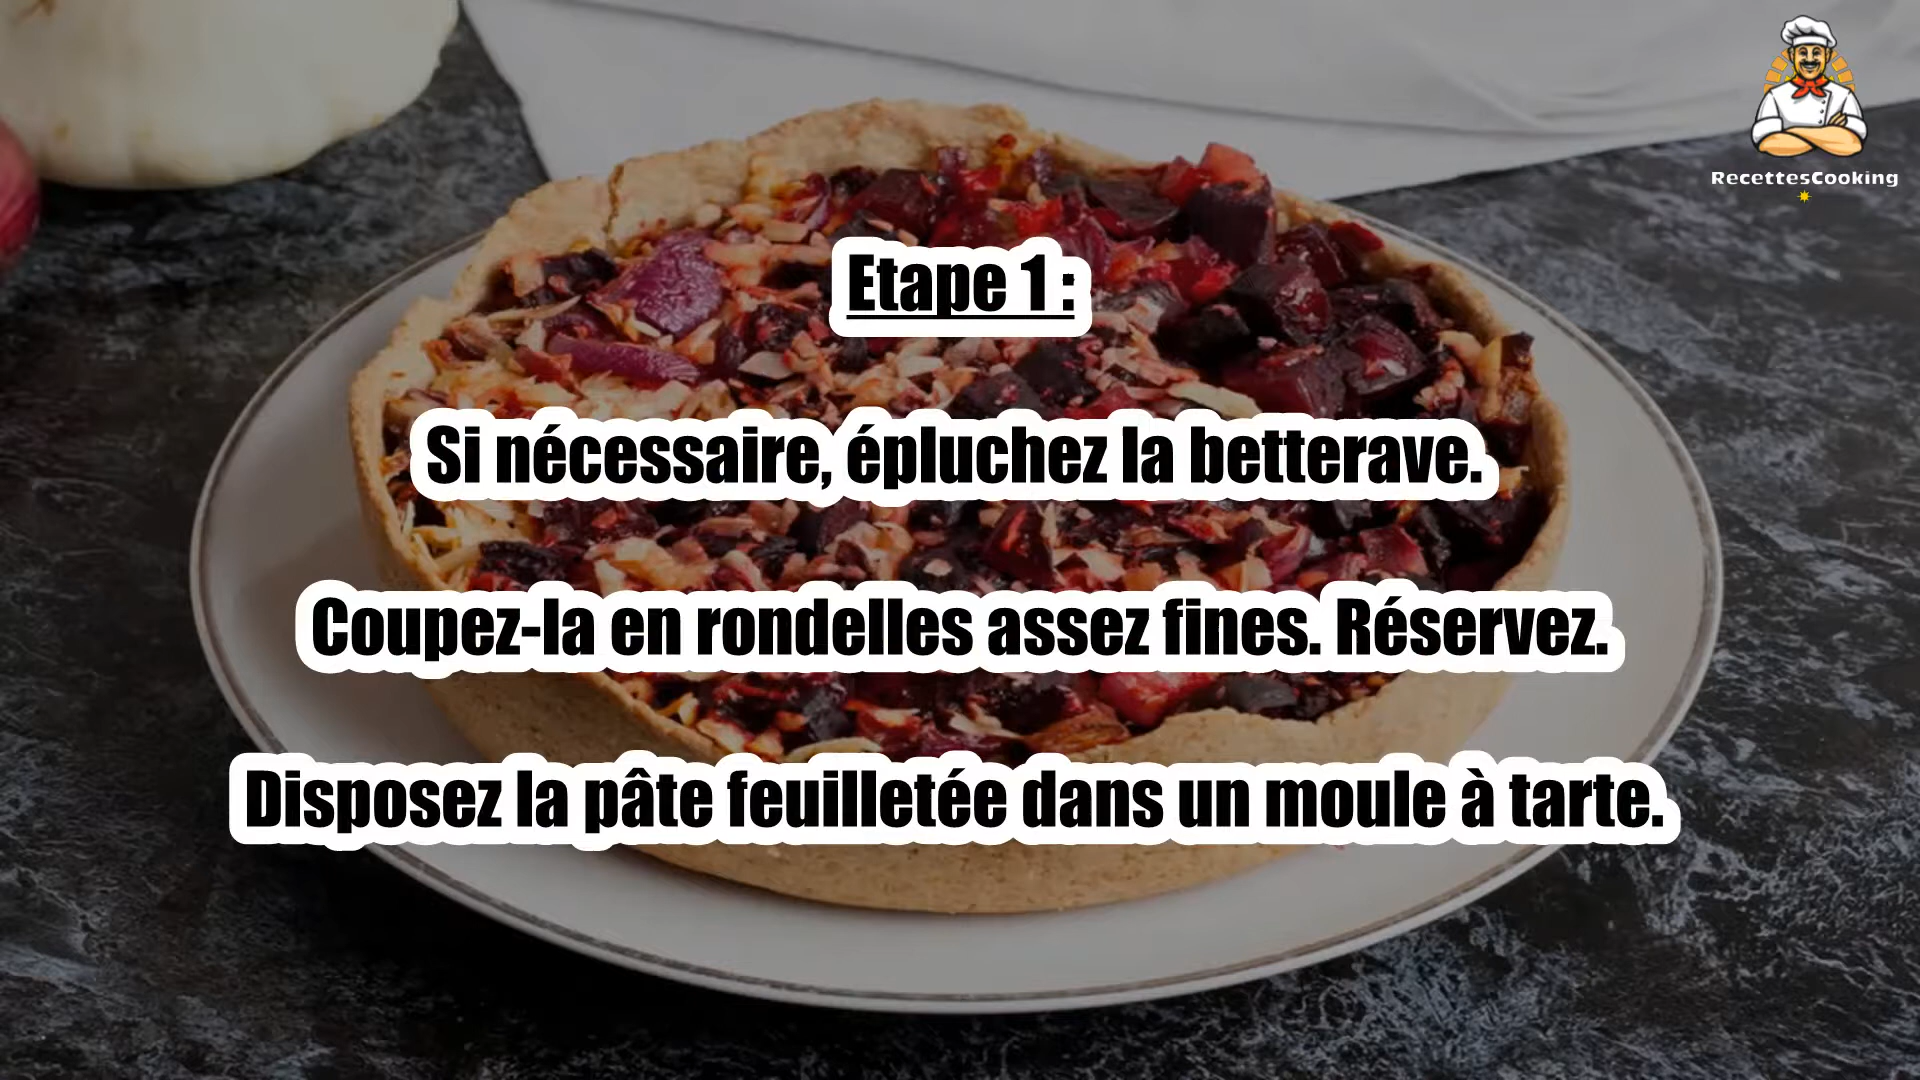 RecettesCooking
Etape 1 :
Si nécessaire, épluchez la betterave.
Coupez-la en rondelles assez fines. Réservez.
Disposez la pâte feuilletée dans un moule à tarte.